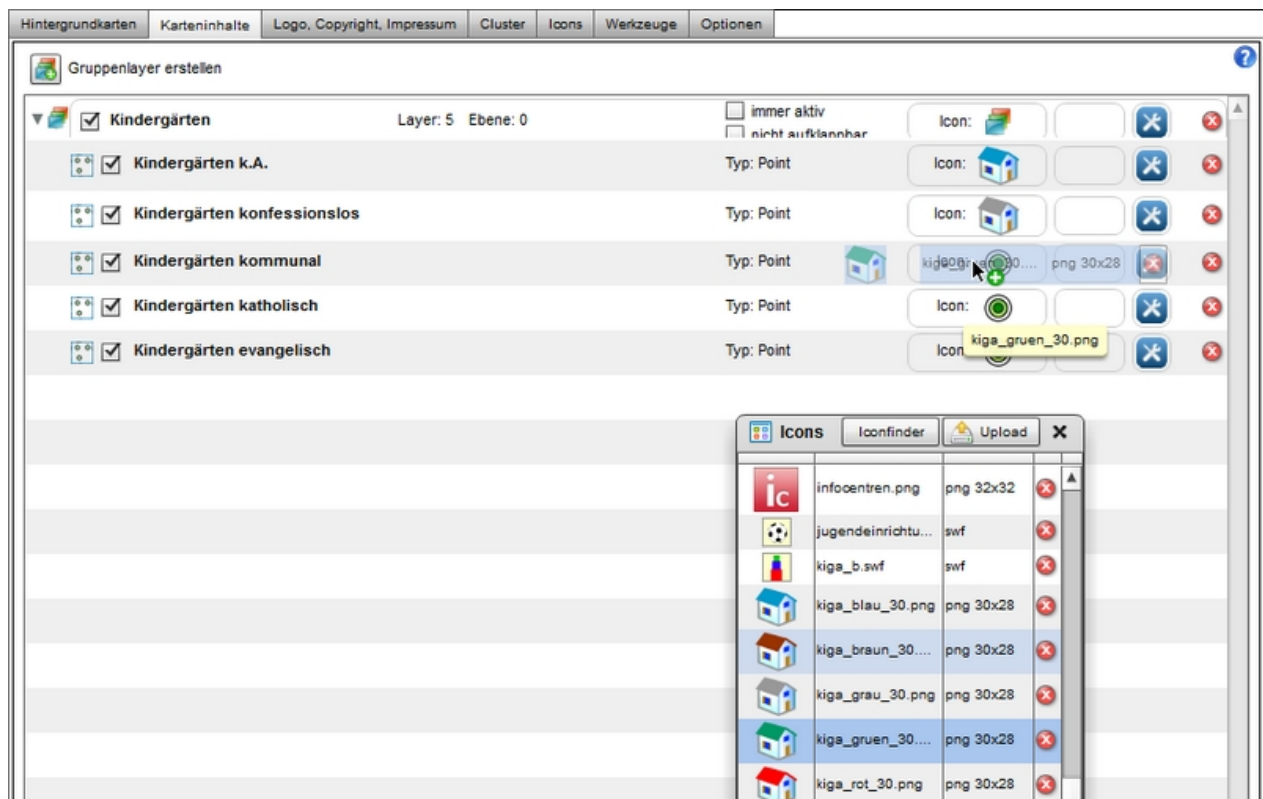 Hintergrundkarten Karteninhalte Logo, Copyright, Impressum Cluster Icons Werkzeuge Optionen
Gruppenlayer erstellen
Kindergärten Layer: 5 Ebene: 0 immer aktiv Icon:
nicht aufklappbar
Kindergärten k.A. Typ: Point Icon:
Kindergärten konfessionslos Typ: Point Icon:
Kindergärten kommunal Typ: Point png 30x28
Kindergärten katholisch Typ: Point Icon:
kiga_gruen_30.png
Kindergärten evangelisch Typ: Point Icon
Icons Iconfinder Upload
infocentren.png png 32x32
jugendeinrichtu... swf
kiga_b.swf swf
kiga_blau_30.png png 30x28
kiga_braun_30.... png 30x28
kiga_grau_30.png png 30x28
kiga_gruen_30.... png 30x28
kiga_rot_30.png png 30x28